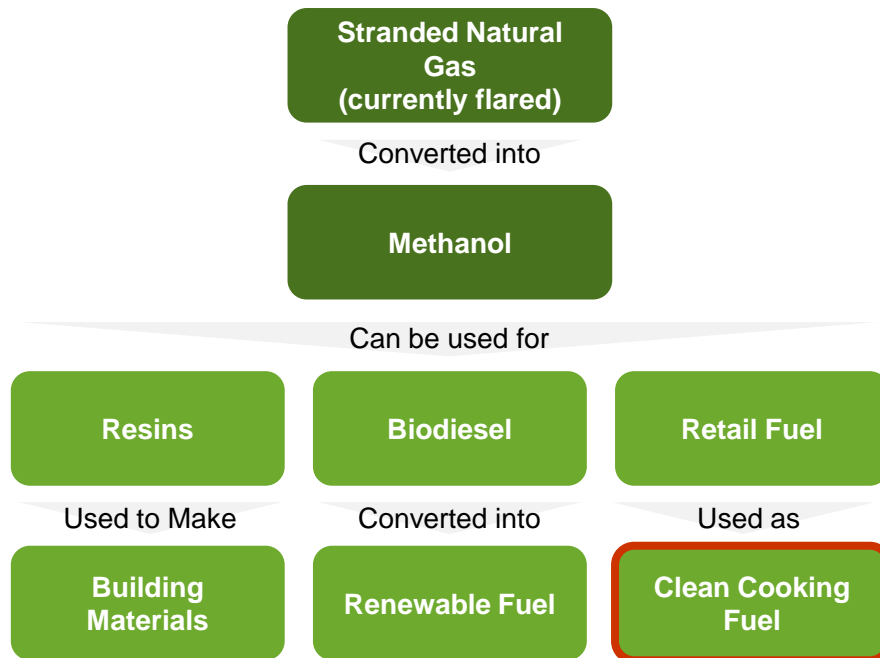 Stranded Natural
Gas
(currently flared)
Converted into
Methanol
Can be used for
Resins
Biodiesel
Retail Fuel
Used to Make
Converted into
Used as
Building
Materials
Renewable Fuel
Clean Cooking
Fuel